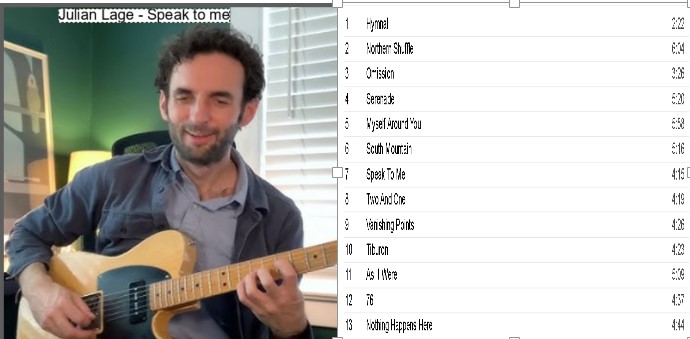 Julian Lage - Speak to me
1 Hymnal 2:22
2 Northern Shuffle 6:04
3 Omission 3:26
4 Serenade 5:20
5 Myself Around You 5:58
6 South Mountain 5:16
7 Speak To Me 4:15
8 Two And One 4:19
9 Vanishing Points 4:26
10 Tiburon 4:23
11 As It Were 5:09
12 76 4:37
13 Nothing Happens Here 4:44